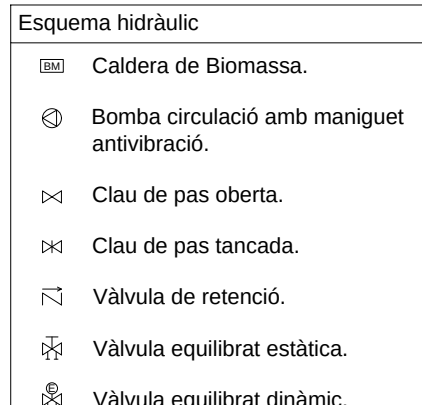 Esquema hidràulic
BM Caldera de Biomassa.
Bomba circulació amb maniguet
antivibració.
Clau de pas oberta.
Clau de pas tancada.
Vàlvula de retenció.
Vàlvula equilibrat estàtica.
E Vàlvula equilibrat dinàmic.